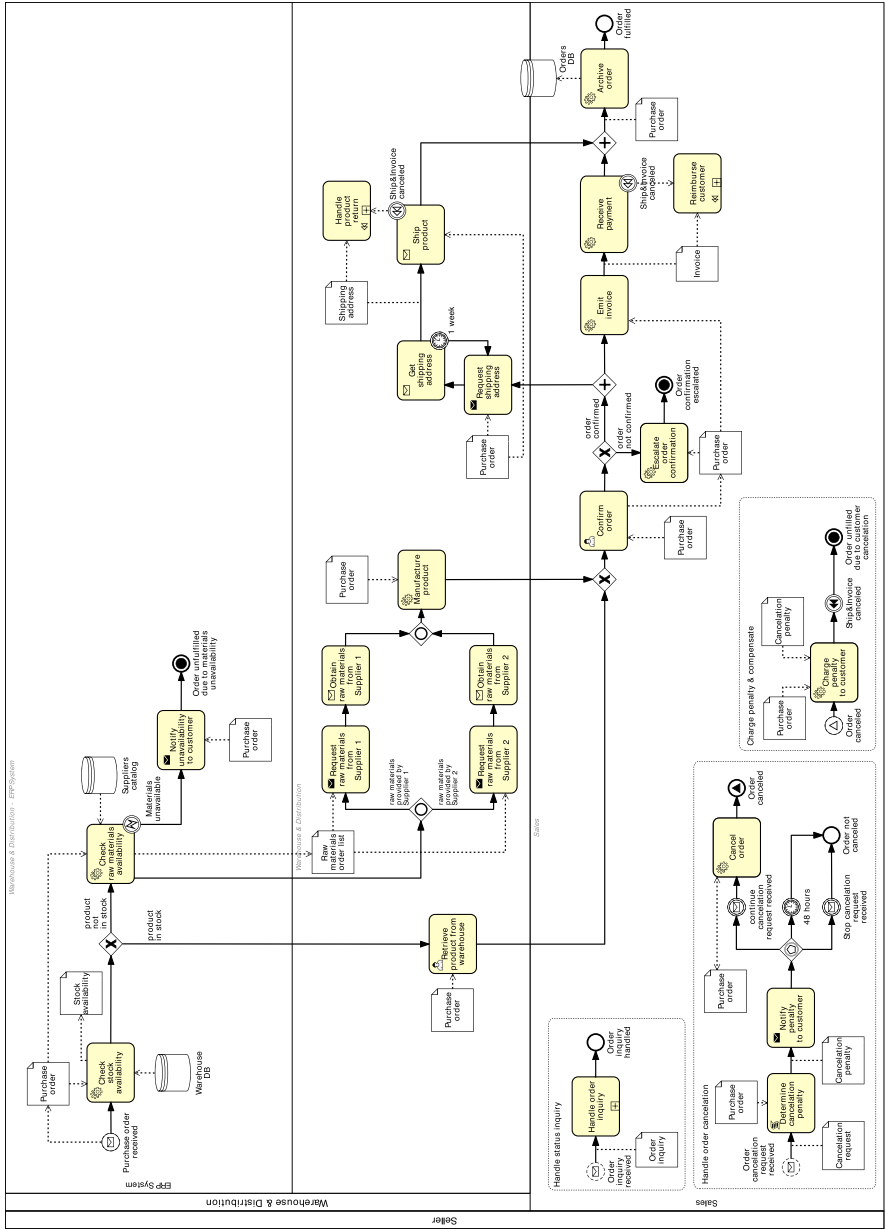 Seller
Warehouse & Distribution
ERP System
Warehouse & Distribution - ERP System
Purchase order
received
Purchase
order
Check
stock
availability
Warehouse
DB
Stock
availability
product
not
in stock
product
in stock
Check
raw materials
availability
Suppliers
catalog
Materials
unavailable
Notify
unavailability
to customer
Purchase
order
Order unfulfilled
due to materials
unavailability
Warehouse & Distribution
Purchase
order
Retrieve
product from
warehouse
Raw
materials
order list
raw materials
provided by
Supplier 1
raw materials
provided by
Supplier 2
Request
raw materials
from
Supplier 1
Request
raw materials
from
Supplier 2
Obtain
raw materials
from
Supplier 1
Obtain
raw materials
from
Supplier 2
Purchase
order
Manufacture
product
Purchase
order
Request
shipping
address
Get
shipping
address
1 week
Shipping
address
Ship
product
Ship&Invoice
canceled
Handle
product
return
Sales
Sales
Confirm
order
Purchase
order
order
confirmed
order
not confirmed
Escalate
order
confirmation
Order
confirmation
escalated
Purchase
order
Emit
invoice
Invoice
Receive
payment
Ship&Invoice
canceled
Reimburse
customer
Purchase
order
Archive
order
Orders
DB
Order
fulfilled
Handle status inquiry
Order
inquiry
received
Order
inquiry
Handle order
inquiry
Order
inquiry
handled
Handle order cancelation
Order
cancelation
request
received
Cancelation
request
Purchase
order
Determine
cancelation
penalty
Cancelation
penalty
Notify
penalty
to customer
Purchase
order
continue
cancelation
request received
48 hours
Stop cancelation
request
received
Cancel
order
Order
canceled
Order not
canceled
Charge penalty & compensate
Order
canceled
Purchase
order
Charge
penalty
to customer
Cancelation
penalty
Ship&Invoice
canceled
Order unfilled
due to customer
cancelation